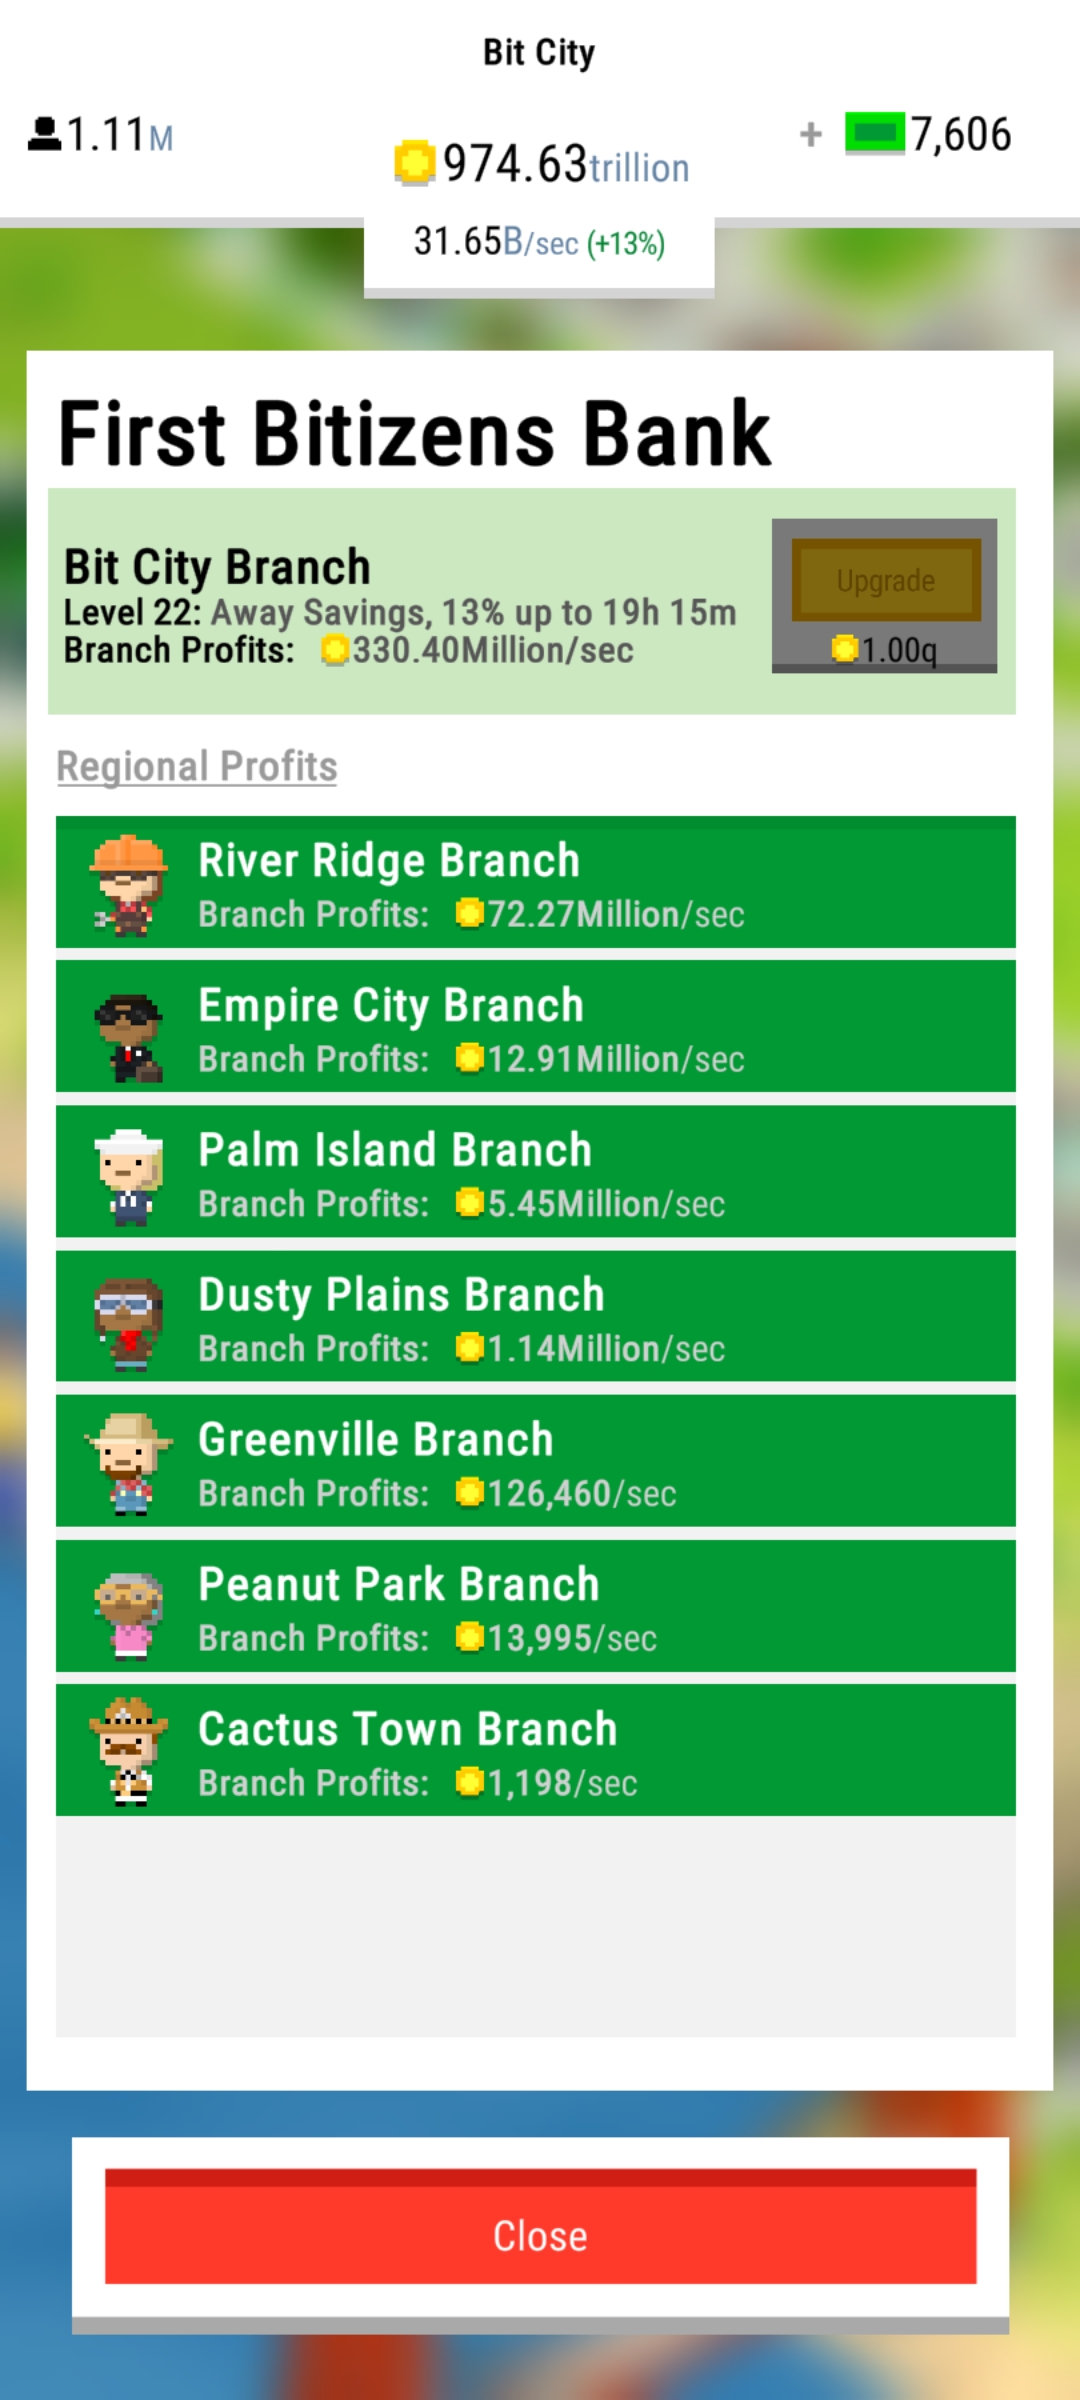 Bit City
1.11M
974.63trillion
+ 7,606
31.65B/sec (+13%)
First Bitizens Bank
Bit City Branch
Level 22: Away Savings, 13% up to 19h 15m
Branch Profits: 330.40Million/sec
Upgrade
1.00q
Regional Profits
River Ridge Branch
Branch Profits: 72.27Million/sec
Empire City Branch
Branch Profits: 12.91Million/sec
Palm Island Branch
Branch Profits: 5.45Million/sec
Dusty Plains Branch
Branch Profits: 1.14Million/sec
Greenville Branch
Branch Profits: 126,460/sec
Peanut Park Branch
Branch Profits: 13,995/sec
Cactus Town Branch
Branch Profits: 1,198/sec
Close